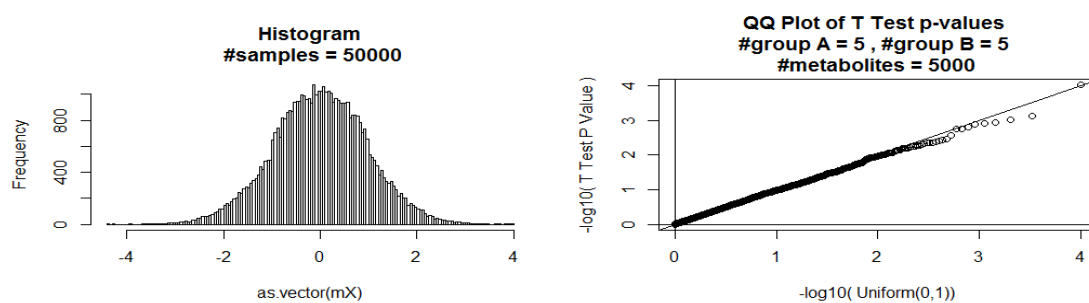 Histogram
#samples = 50000
Frequency
0
400
800
-4
-2
0
2
4
as.vector(mX)
QQ Plot of T Test p-values
#group A = 5 , #group B = 5
#metabolites = 5000
-log10( T Test P Value )
0
1
2
3
4
0
1
2
3
4
-log10( Uniform(0,1))